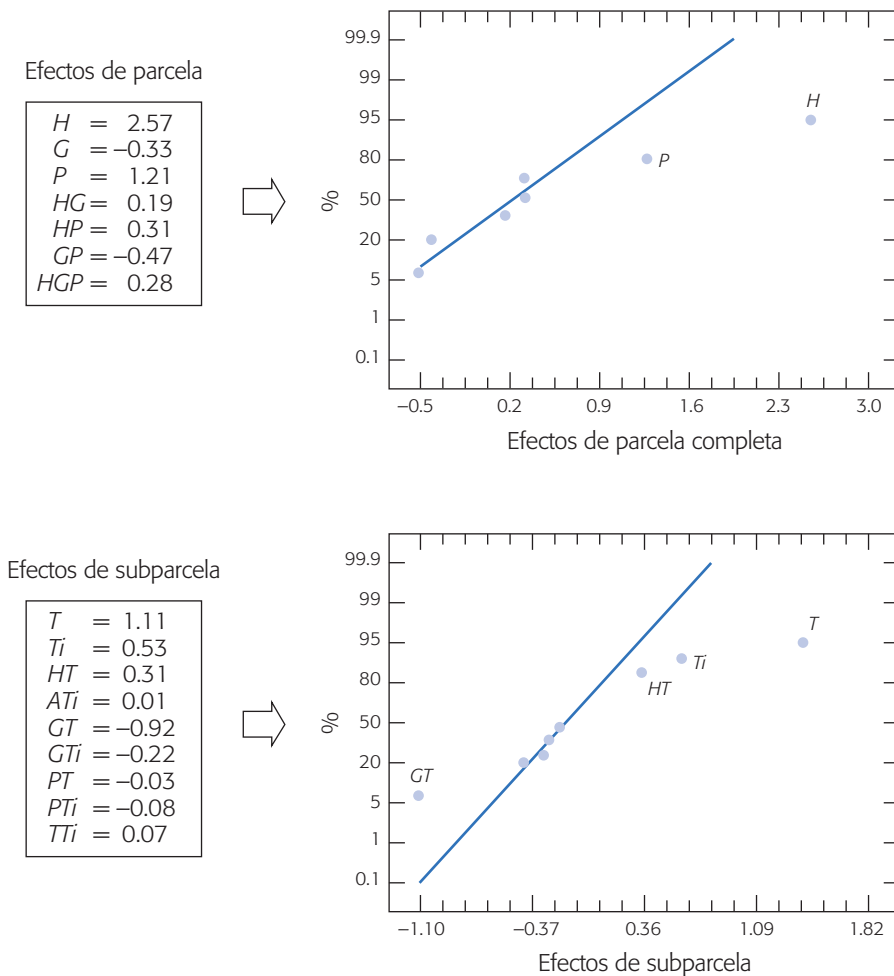 Efectos de parcela
H = 2.57
G = –0.33
P = 1.21
HG = 0.19
HP = 0.31
GP = –0.47
HGP = 0.28
99.9
99
95
80
50
20
5
1
0.1
%
H
P
–0.5 0.2 0.9 1.6 2.3 3.0
Efectos de parcela completa
Efectos de subparcela
T = 1.11
Ti = 0.53
HT = 0.31
ATi = 0.01
GT = –0.92
GTi = –0.22
PT = –0.03
PTi = –0.08
TTi = 0.07
99.9
99
95
80
50
20
5
1
0.1
%
T
Ti
HT
GT
–1.10 –0.37 0.36 1.09 1.82
Efectos de subparcela